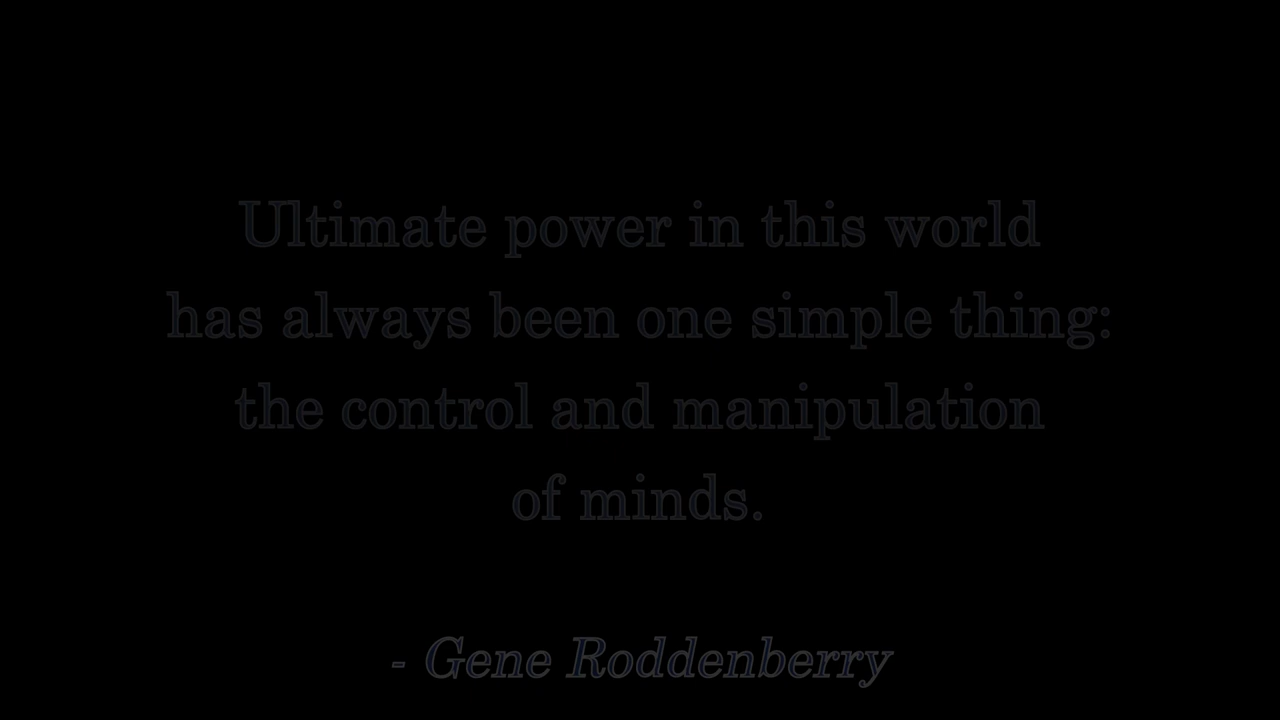 Ultimate power in this world
has always been one simple thing:
the control and manipulation
of minds.
- Gene Roddenberry